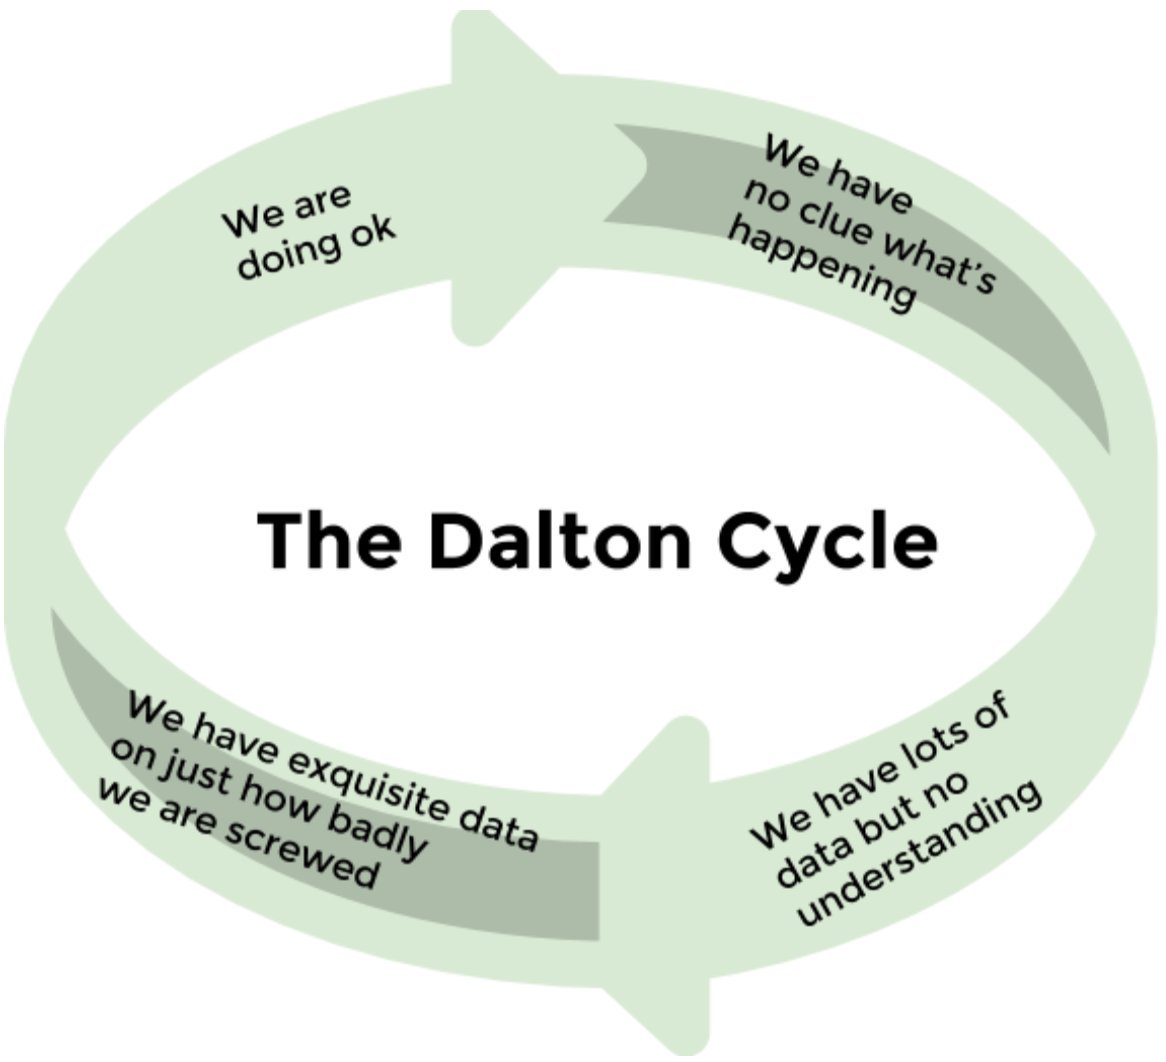 We are
doing ok
We have
no clue what's
happening
The Dalton Cycle
We have exquisite data
on just how badly
we are screwed
We have lots of
data but no
understanding